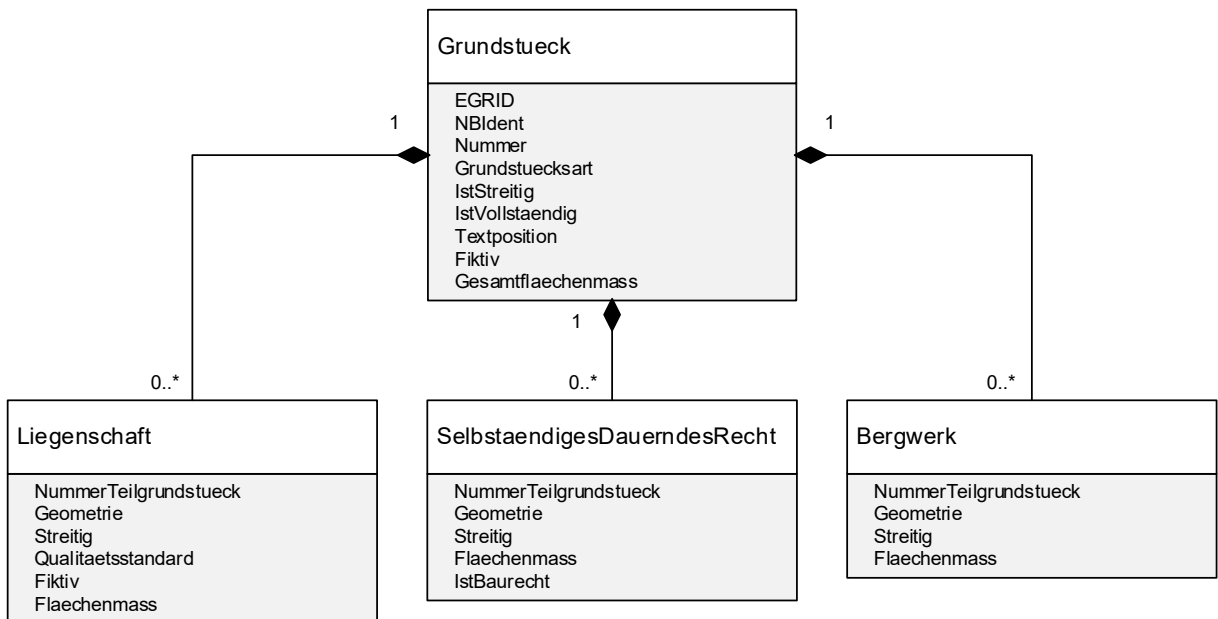 Grundstueck
EGRID
NBIdent
Nummer
Grundstuecksart
IstStreitig
IstVollstaendig
Textposition
Fiktiv
Gesamtflaechenmass
1
1
1
0..*
0..*
0..*
Liegenschaft
NummerTeilgrundstueck
Geometrie
Streitig
Qualitaetsstandard
Fiktiv
Flaechenmass
SelbstaendigesDauerndesRecht
NummerTeilgrundstueck
Geometrie
Streitig
Flaechenmass
IstBaurecht
Bergwerk
NummerTeilgrundstueck
Geometrie
Streitig
Flaechenmass